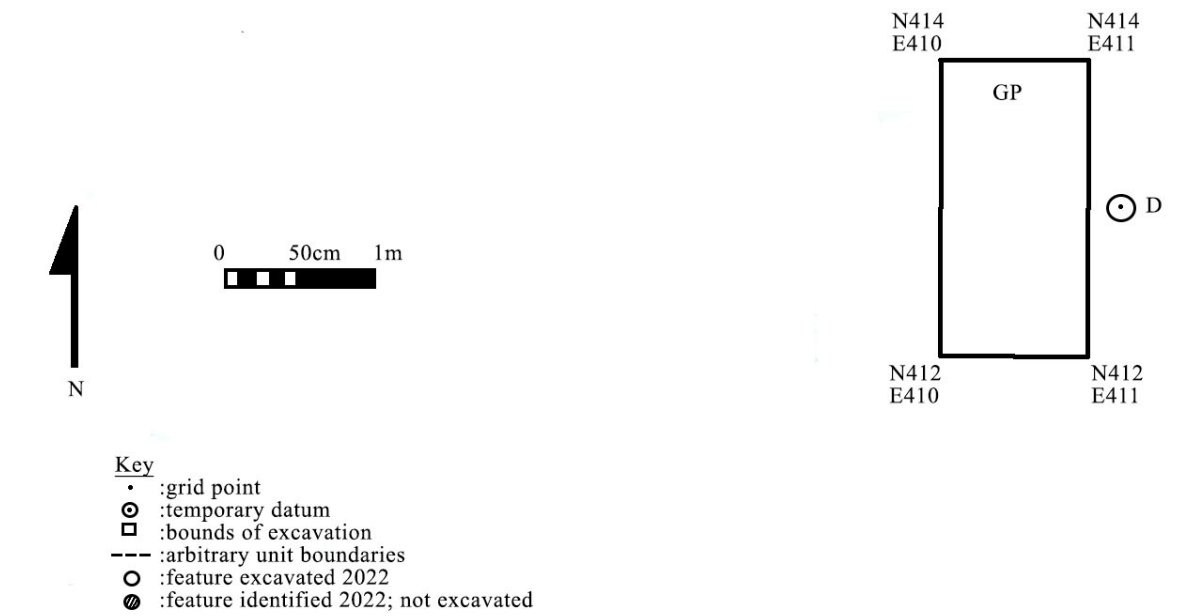 N414 N414
E410 E411
GP
D
0 50cm 1m
N412 N412
E410 E411
N
Key
:grid point
:temporary datum
:bounds of excavation
:arbitrary unit boundaries
:feature excavated 2022
:feature identified 2022; not excavated